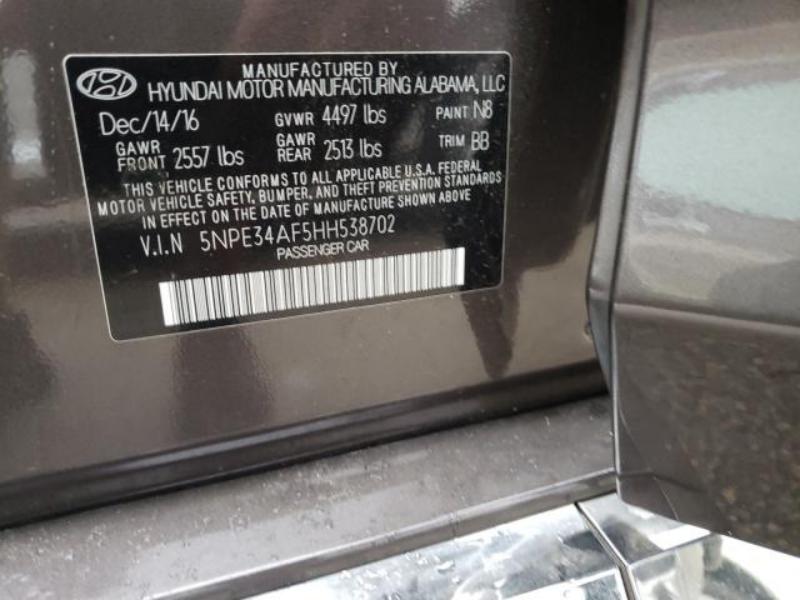 MANUFACTURED BY
HYUNDAI MOTOR MANUFACTURING ALABAMA, LLC
Dec/14/16 GVWR 4497 lbs PAINT N8
GAWR FRONT 2557 lbs GAWR REAR 2513 lbs TRIM BB
THIS VEHICLE CONFORMS TO ALL APPLICABLE U.S.A. FEDERAL
MOTOR VEHICLE SAFETY, BUMPER, AND THEFT PREVENTION STANDARDS
IN EFFECT ON THE DATE OF MANUFACTURE SHOWN ABOVE
V.I.N 5NPE34AF5HH538702
PASSENGER CAR